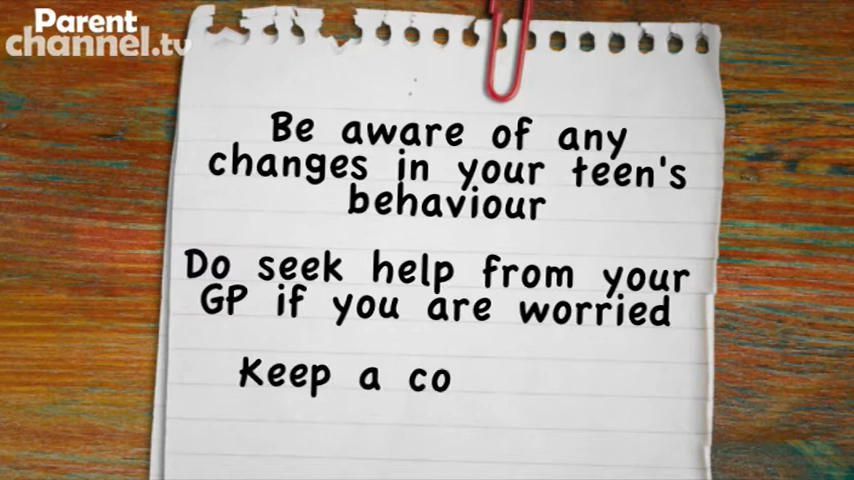 Parent
channel.tv
Be aware of any
changes in your teen's
behaviour
Do seek help from your
GP if you are worried
Keep a co